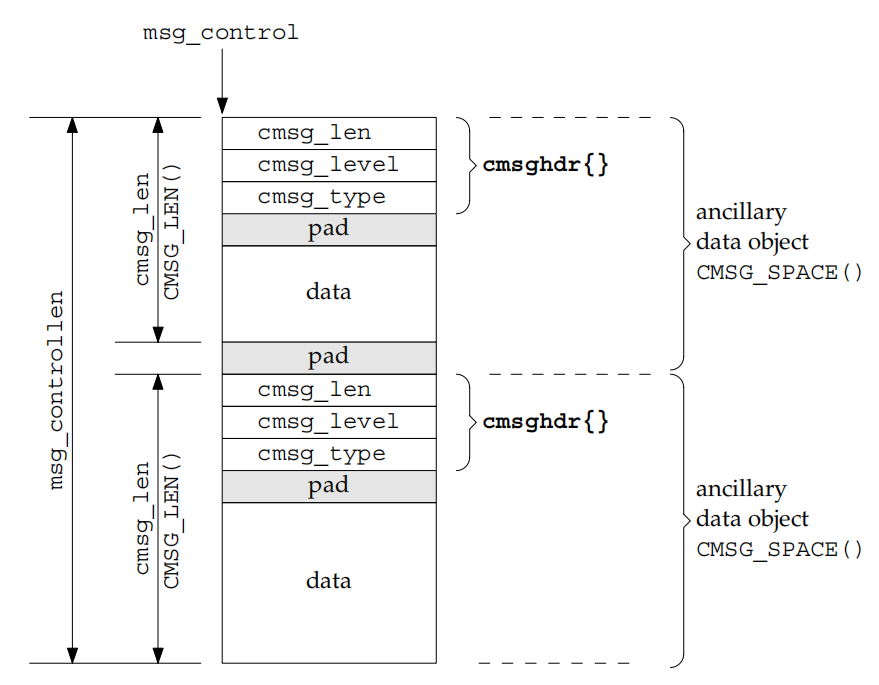 msg_control
cmsg_len
cmsg_level
cmsg_type
pad
data
pad
cmsg_len
cmsg_level
cmsg_type
pad
data
cmsghdr{}
cmsghdr{}
ancillary
data object
CMSG_SPACE()
ancillary
data object
CMSG_SPACE()
msg_controllen
cmsg_len
CMSG_LEN()
cmsg_len
CMSG_LEN()